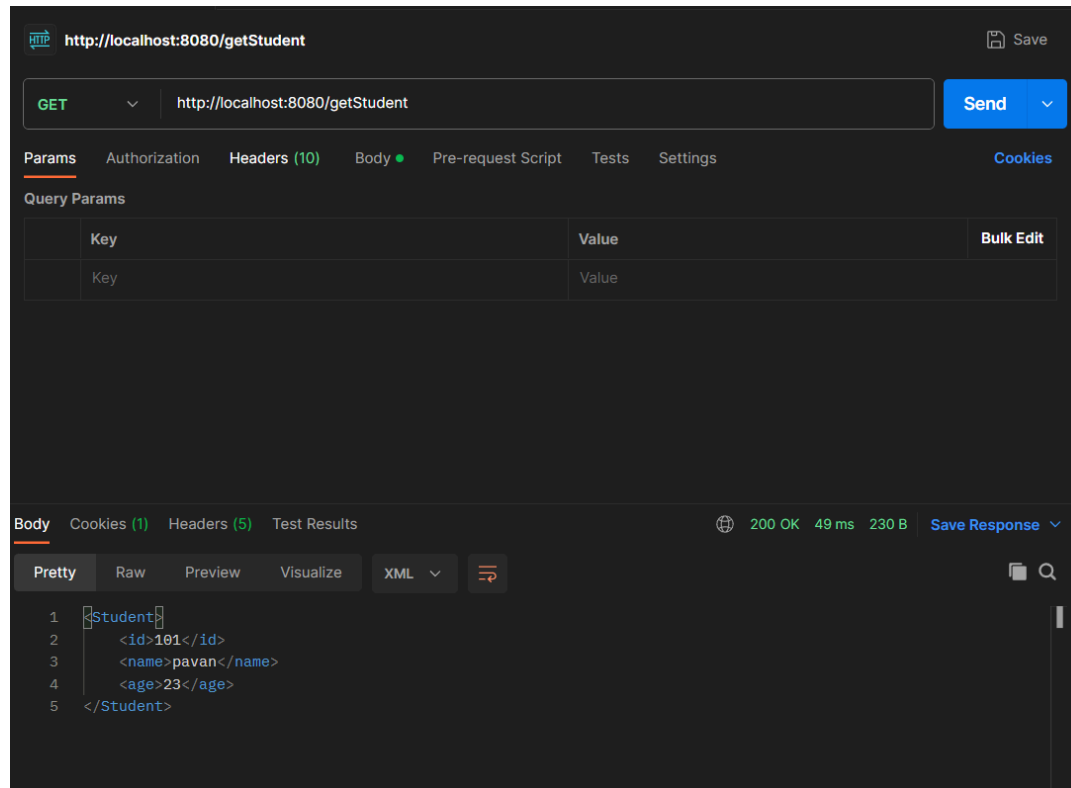 HTTP http://localhost:8080/getStudent Save
GET http://localhost:8080/getStudent Send
Params Authorization Headers (10) Body Pre-request Script Tests Settings Cookies
Query Params
Key Value Bulk Edit
Key Value
Body Cookies (1) Headers (5) Test Results 200 OK 49 ms 230 B Save Response
Pretty Raw Preview Visualize XML
1 <Student>
2 <id>101</id>
3 <name>pavan</name>
4 <age>23</age>
5 </Student>